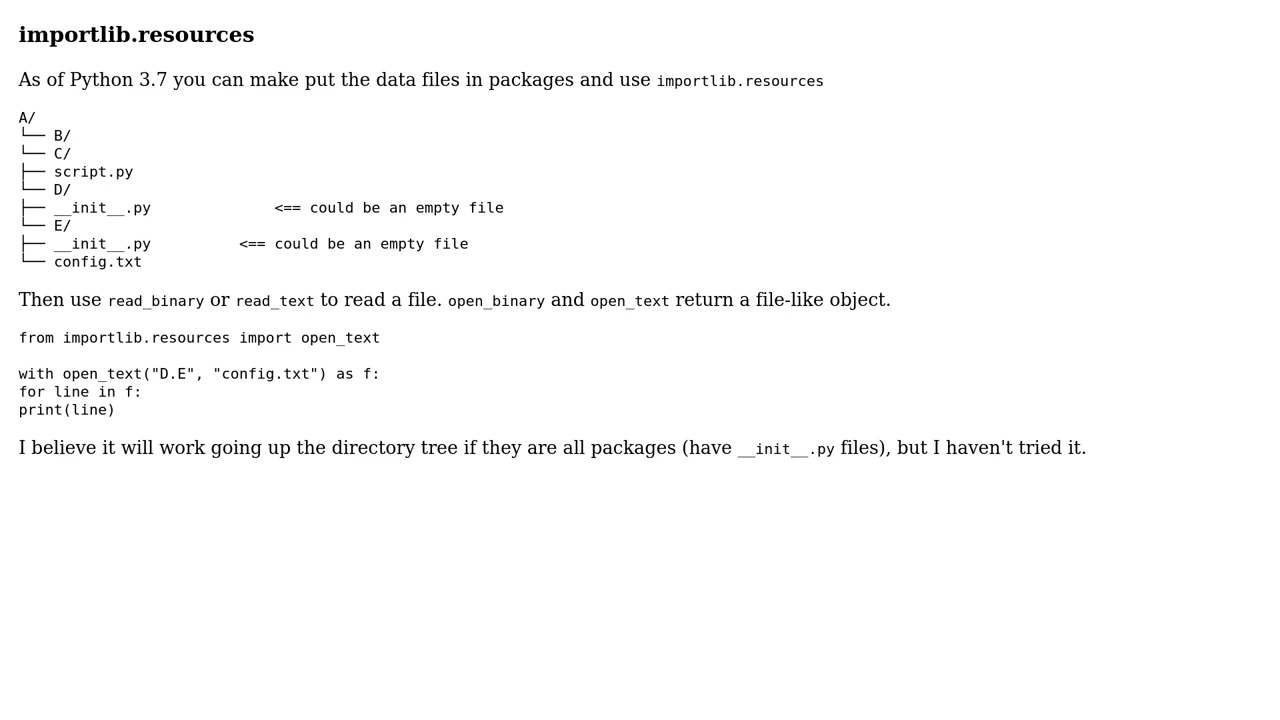 importlib.resources
As of Python 3.7 you can make put the data files in packages and use importlib.resources
A/
└── B/
└── C/
├── script.py
└── D/
├── __init__.py              <== could be an empty file
└── E/
├── __init__.py          <== could be an empty file
└── config.txt
Then use read_binary or read_text to read a file. open_binary and open_text return a file-like object.
from importlib.resources import open_text
with open_text("D.E", "config.txt") as f:
for line in f:
print(line)
I believe it will work going up the directory tree if they are all packages (have __init__.py files), but I haven't tried it.